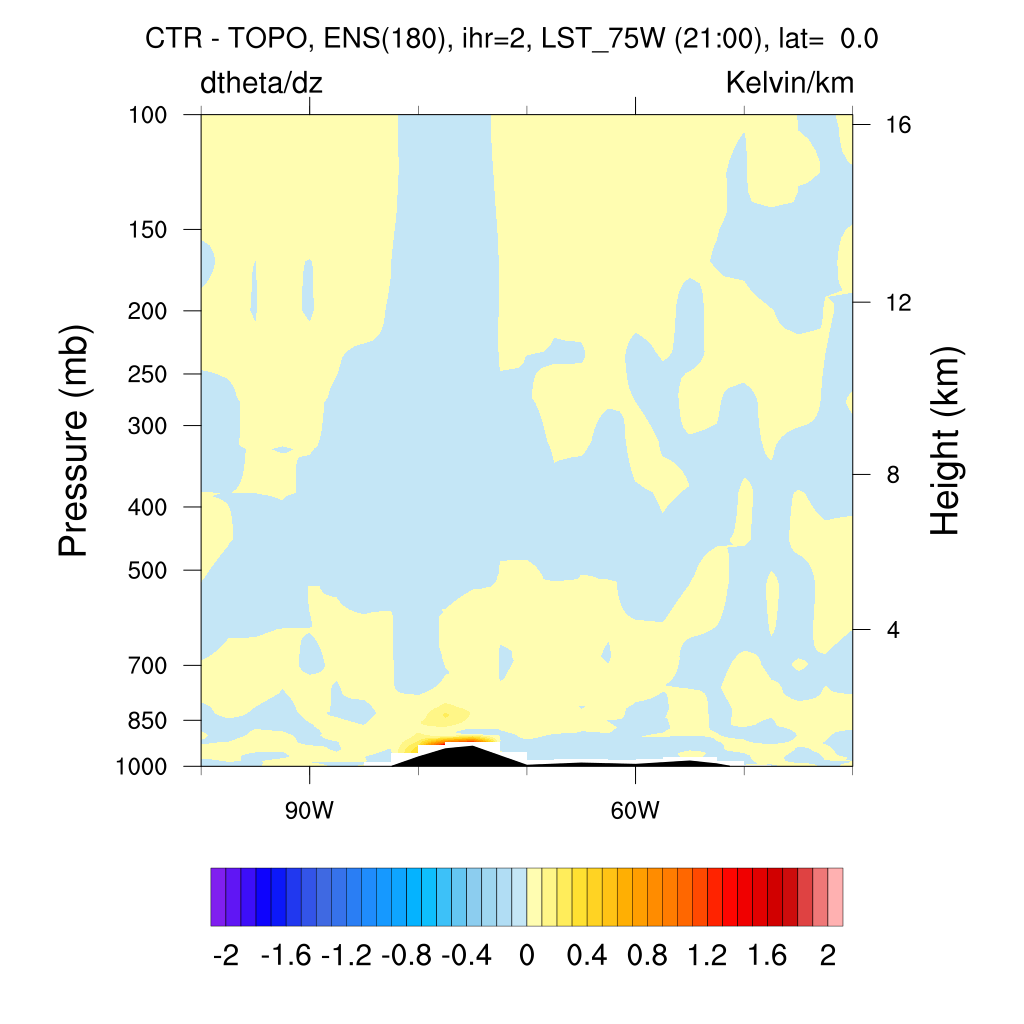 CTR - TOPO, ENS(180), ihr=2, LST_75W (21:00), lat=  0.0
dtheta/dz Kelvin/km
100
150
200
250
300
400
500
700
850
1000
Pressure (mb)
16
12
8
4
Height (km)
90W 60W
-2 -1.6 -1.2 -0.8 -0.4 0 0.4 0.8 1.2 1.6 2